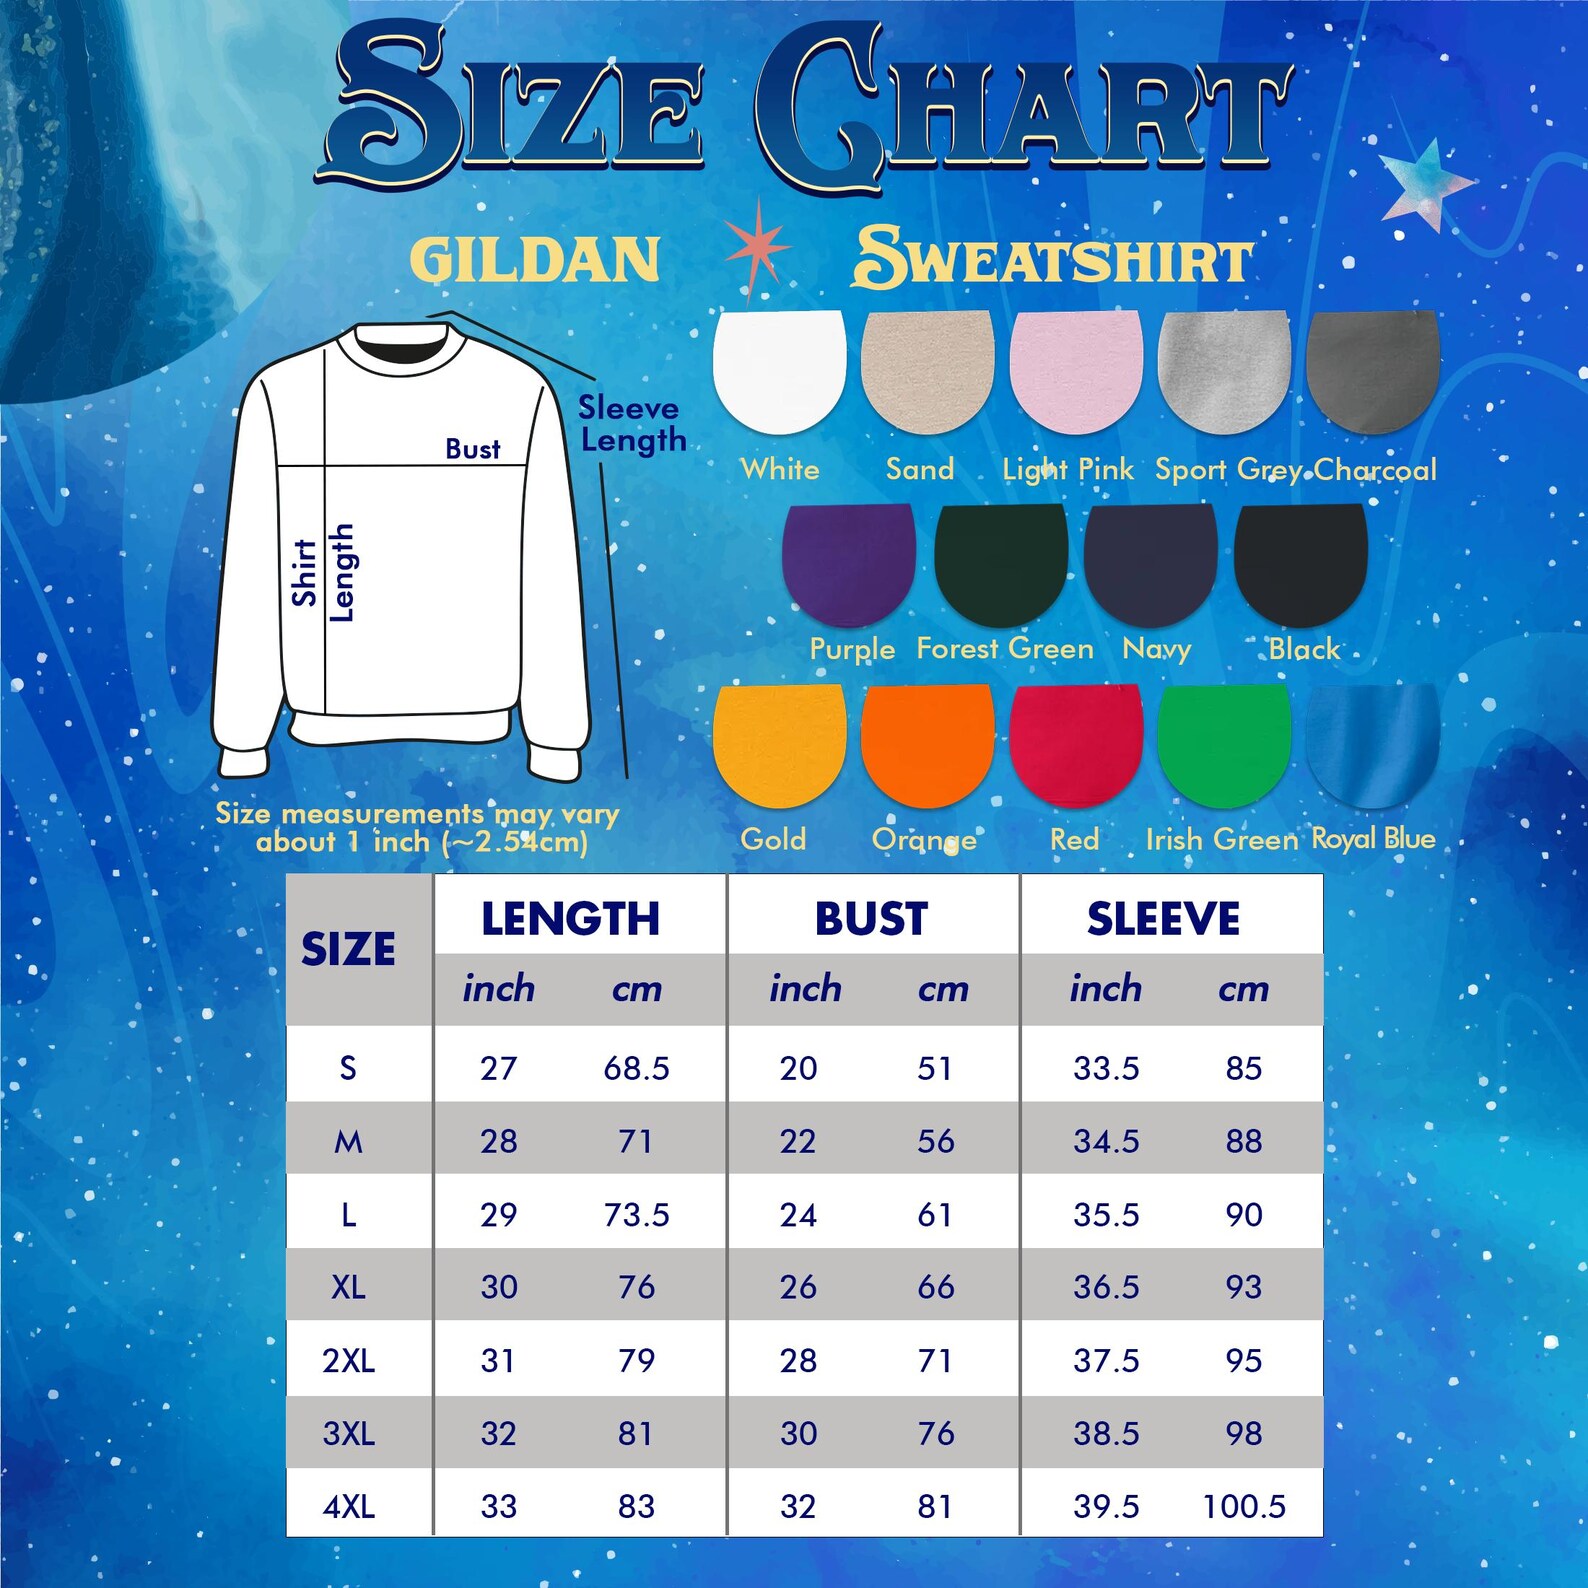 SIZE CHART
GILDAN SWEATSHIRT
Sleeve
Length
Bust
Shirt
Length
Size measurements may vary
about 1 inch (~2.54cm)
White Sand Light Pink Sport Grey Charcoal
Purple Forest Green Navy Black
Gold Orange Red Irish Green Royal Blue
SIZE LENGTH BUST SLEEVE
inch cm inch cm inch cm
S 27 68.5 20 51 33.5 85
M 28 71 22 56 34.5 88
L 29 73.5 24 61 35.5 90
XL 30 76 26 66 36.5 93
2XL 31 79 28 71 37.5 95
3XL 32 81 30 76 38.5 98
4XL 33 83 32 81 39.5 100.5